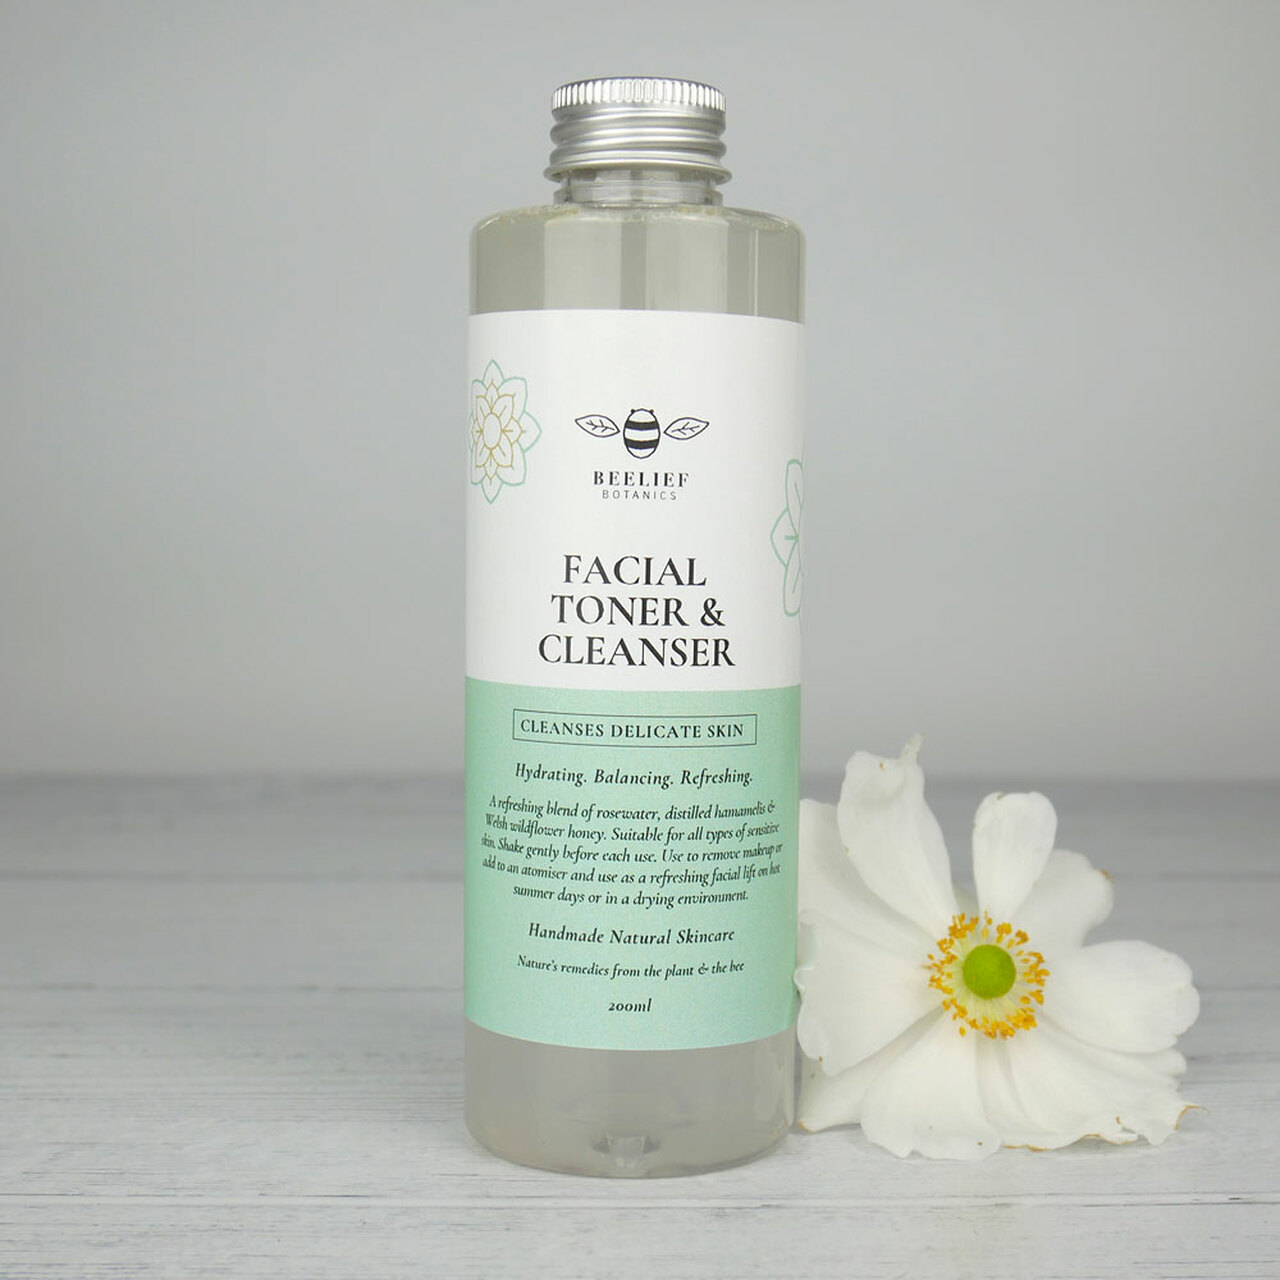 BEELIEF
BOTANICS
FACIAL
TONER &
CLEANSER
CLEANSES DELICATE SKIN
Hydrating. Balancing. Refreshing.
A refreshing blend of rosewater, distilled hamamelis &
Welsh wildflower honey. Suitable for all types of sensitive
skin. Shake gently before each use. Use to remove makeup or
add to an atomiser and use as a refreshing facial lift on hot
summer days or in a drying environment.
Handmade Natural Skincare
Nature's remedies from the plant & the bee
200ml